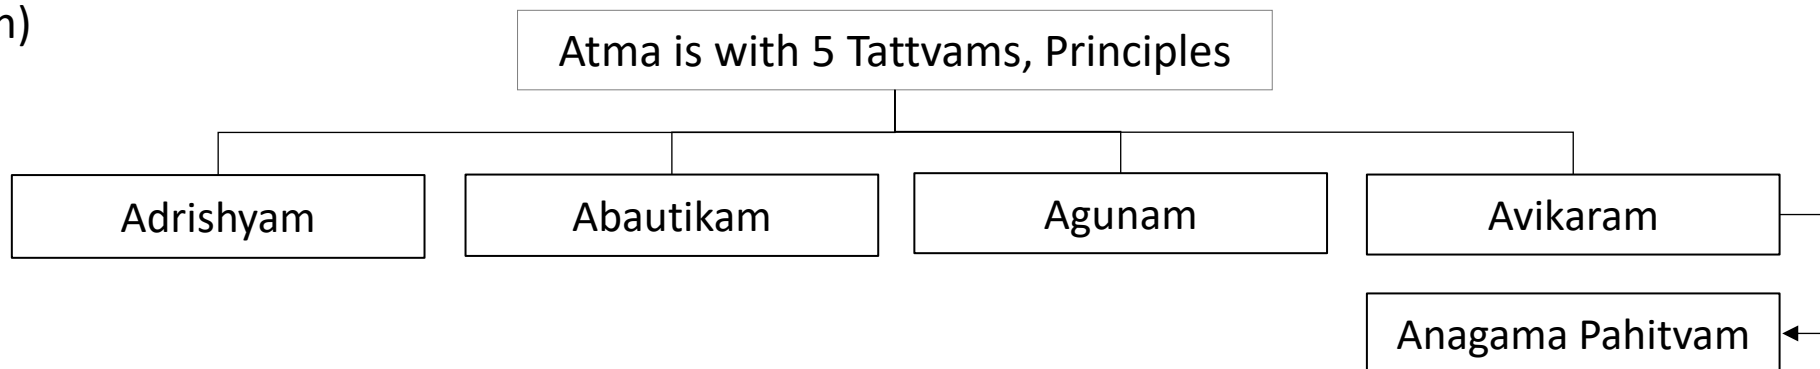 n)
Atma is with 5 Tattvams, Principles
Adrishyam
Abautikam
Agunam
Avikaram
Anagama Pahitvam